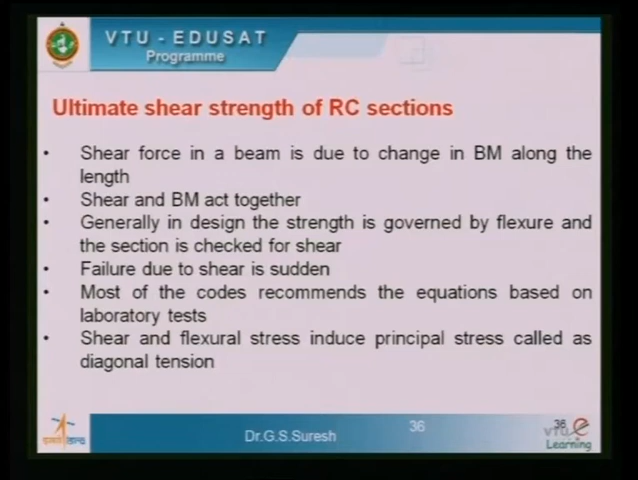 VTU - EDUSAT
Programme
Ultimate shear strength of RC sections
• Shear force in a beam is due to change in BM along the
length
• Shear and BM act together
• Generally in design the strength is governed by flexure and
the section is checked for shear
• Failure due to shear is sudden
• Most of the codes recommends the equations based on
laboratory tests
• Shear and flexural stress induce principal stress called as
diagonal tension
Dr.G.S.Suresh
36
36
vtu e
Learning